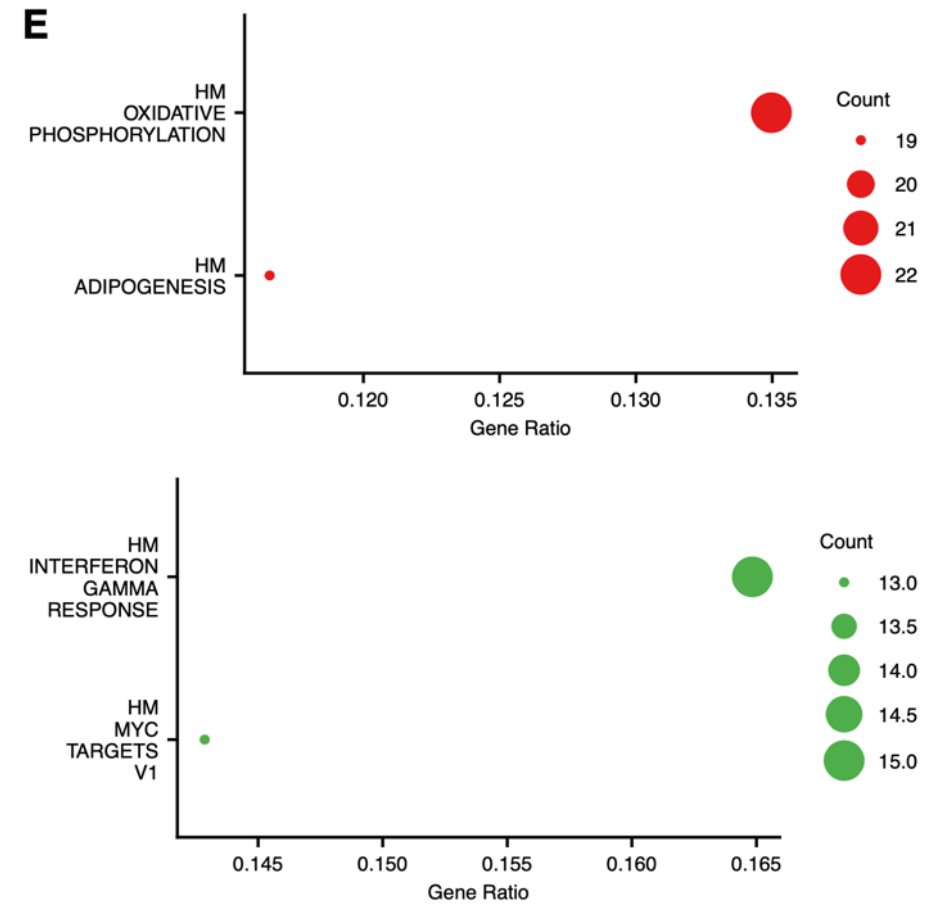 E
HM
OXIDATIVE
PHOSPHORYLATION
HM
ADIPOGENESIS
0.120
0.125
0.130
0.135
Gene Ratio
Count
19
20
21
22
HM
INTERFERON
GAMMA
RESPONSE
HM
MYC
TARGETS
V1
0.145
0.150
0.155
0.160
0.165
Gene Ratio
Count
13.0
13.5
14.0
14.5
15.0